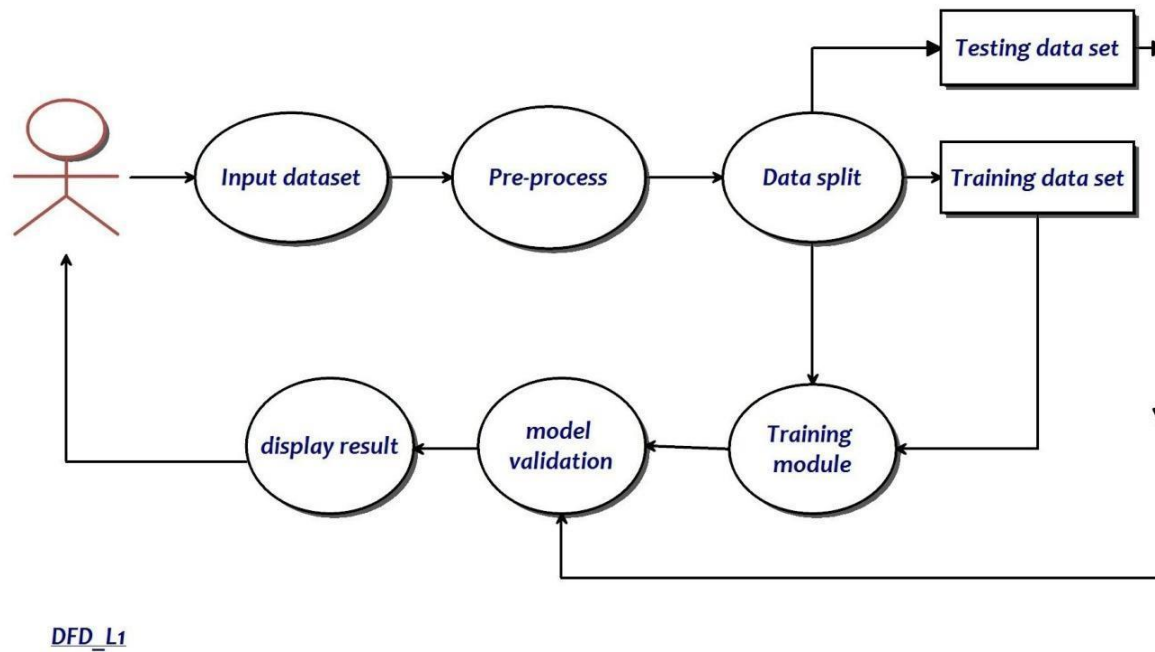 Testing data set
Input dataset
Pre-process
Data split
Training data set
display result
model
validation
Training
module
DFD_L1